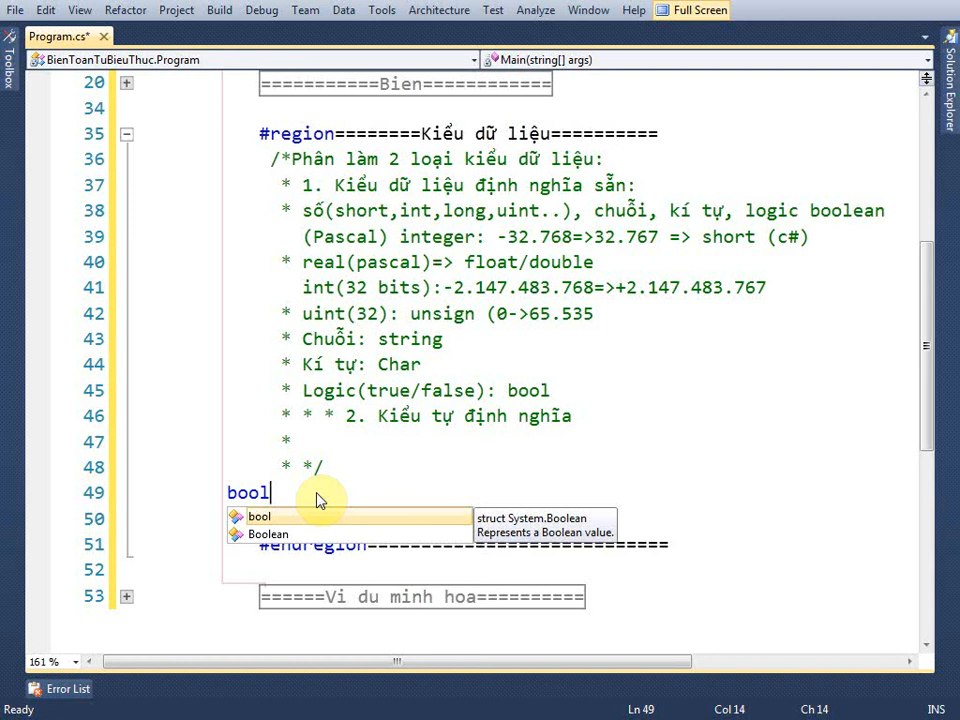 File Edit View Refactor Project Build Debug Team Data Tools Architecture Test Analyze Window Help Full Screen
Program.cs*
Toolbox
Solution Explorer
BienToanTuBieuThuc.Program Main(string[] args)
20 ===========Bien============
34
35 #region========Kiểu dữ liệu==========
36 /*Phân làm 2 loại kiểu dữ liệu:
37 * 1. Kiểu dữ liệu định nghĩa sẵn:
38 * số(short,int,long,uint..), chuỗi, kí tự, logic boolean
39 (Pascal) integer: -32.768=>32.767 => short (c#)
40 * real(pascal)=> float/double
41 int(32 bits):-2.147.483.768=>+2.147.483.767
42 * uint(32): unsign (0->65.535
43 * Chuỗi: string
44 * Kí tự: Char
45 * Logic(true/false): bool
46 * * * 2. Kiểu tự định nghĩa
47 *
48 * */
49 bool
bool
Boolean
struct System.Boolean
Represents a Boolean value.
50
51 #endregion============================
52
53 ======Vi du minh hoa==========
161 %
Error List
Ready Ln 49 Col 14 Ch 14 INS